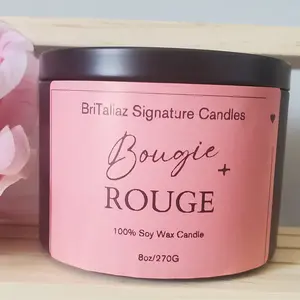 BriTaliaz Signature Candles
Bougie +
ROUGE
100% Soy Wax Candle
8oz/270G